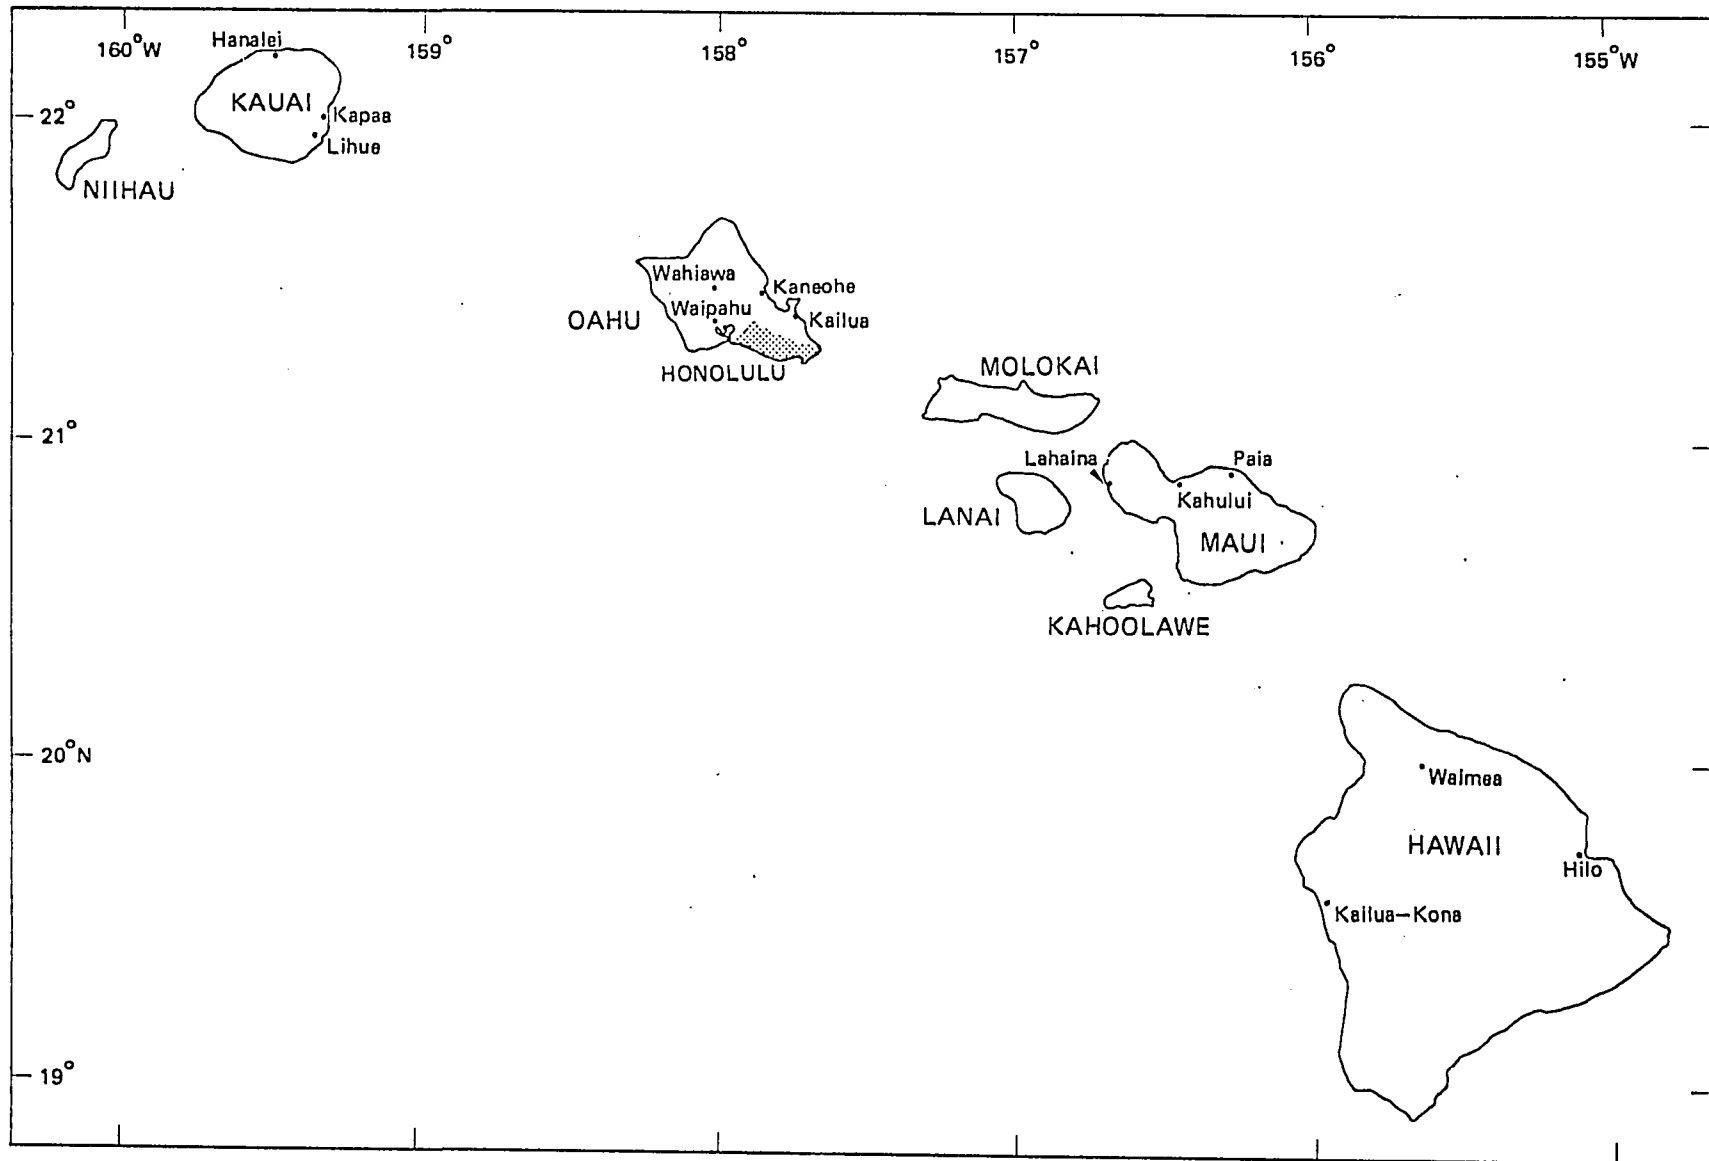 160°W
159°
158°
157°
156°
155°W
Hanalei
KAUAI
Kapaa
Lihue
22°
NIIHAU
Wahiawa
Kaneohe
Waipahu
Kailua
OAHU
HONOLULU
MOLOKAI
21°
Lahaina
Paia
Kahului
LANAI
MAUI
KAHOOLAWE
20°N
Waimea
HAWAII
Hilo
Kailua-Kona
19°